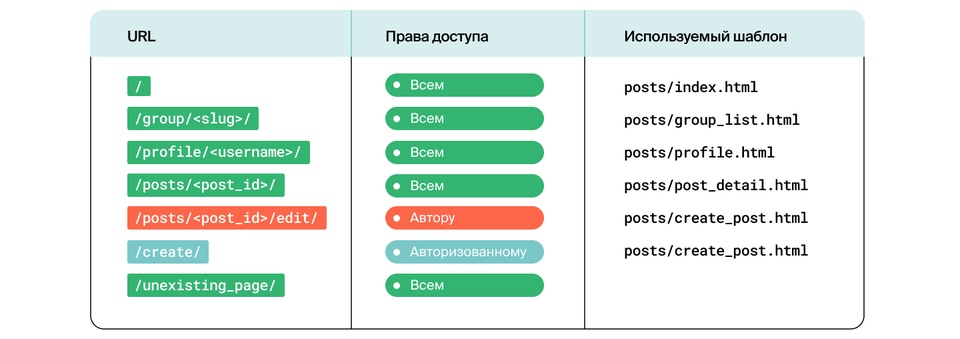 URL Права доступа Используемый шаблон
/ Всем posts/index.html
/group/<slug>/ Всем posts/group_list.html
/profile/<username>/ Всем posts/profile.html
/posts/<post_id>/ Всем posts/post_detail.html
/posts/<post_id>/edit/ Автору posts/create_post.html
/create/ Авторизованному posts/create_post.html
/unexisting_page/ Всем